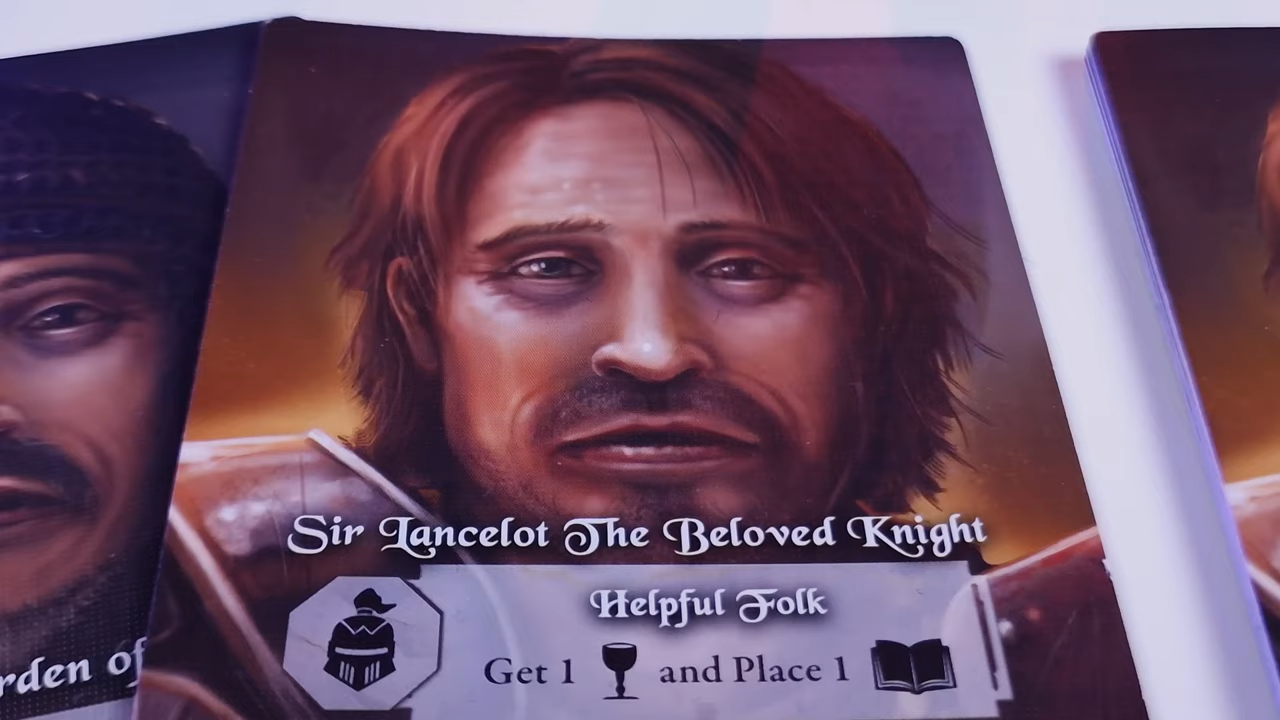 Sir Lancelot The Beloved Knight
Helpful Folk
Get 1 and Place 1
rden of